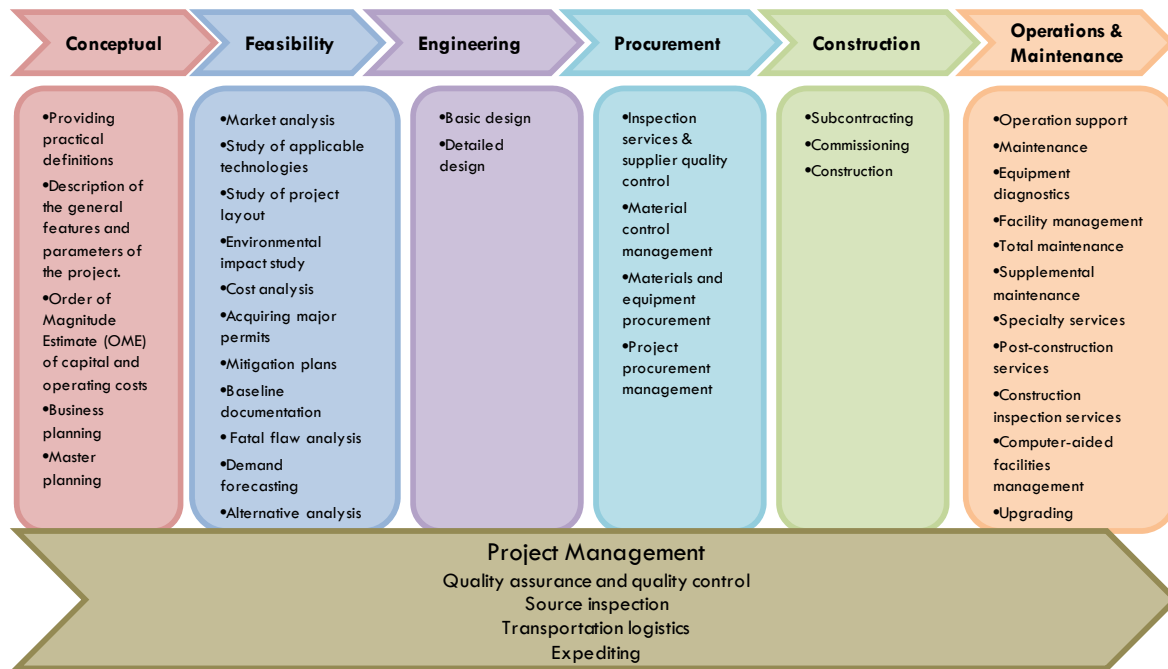 Conceptual
Feasibility
Engineering
Procurement
Construction
Operations &
Maintenance
•Providing
practical
definitions
•Description of
the general
features and
parameters of
the project.
•Order of
Magnitude
Estimate (OME)
of capital and
operating costs
•Business
planning
•Master
planning
•Market analysis
•Study of applicable
technologies
•Study of project
layout
•Environmental
impact study
•Cost analysis
•Acquiring major
permits
•Mitigation plans
•Baseline
documentation
• Fatal flaw analysis
•Demand
forecasting
•Alternative analysis
•Basic design
•Detailed
design
•Inspection
services &
supplier quality
control
•Material
control
management
•Materials and
equipment
procurement
•Project
procurement
management
•Subcontracting
•Commissioning
•Construction
•Operation support
•Maintenance
•Equipment
diagnostics
•Facility management
•Total maintenance
•Supplemental
maintenance
•Specialty services
•Post-construction
services
•Construction
inspection services
•Computer-aided
facilities
management
•Upgrading
Project Management
Quality assurance and quality control
Source inspection
Transportation logistics
Expediting